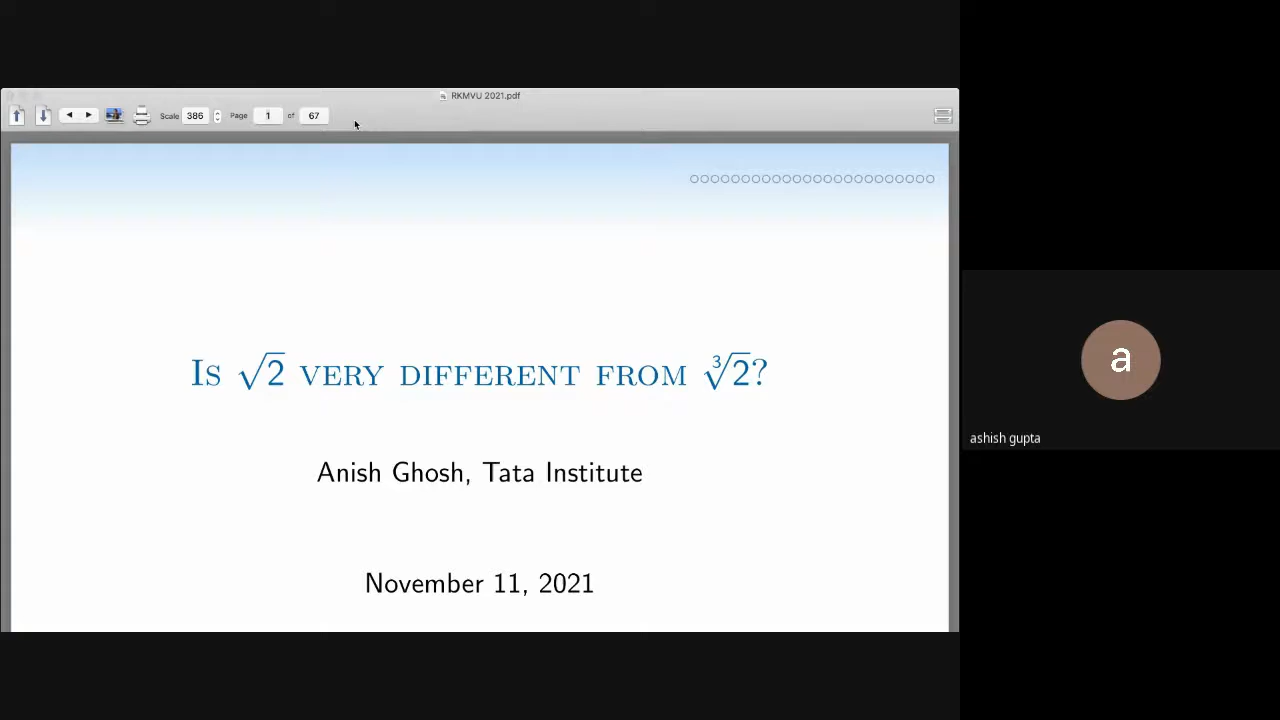 RKMVU 2021.pdf
Scale 386 Page 1 of 67
Is √2 very different from ∛2?
Anish Ghosh, Tata Institute
November 11, 2021
a
ashish gupta